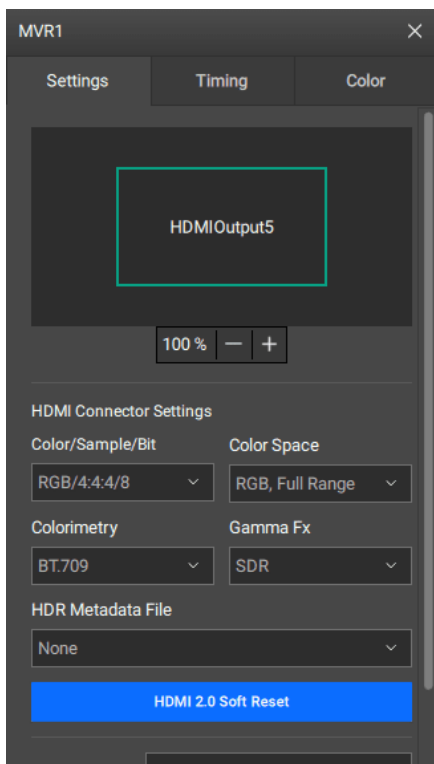 MVR1
Settings Timing Color
HDMIOutput5
100 %
HDMI Connector Settings
Color/Sample/Bit Color Space
RGB/4:4:4/8 RGB, Full Range
Colorimetry Gamma Fx
BT.709 SDR
HDR Metadata File
None
HDMI 2.0 Soft Reset